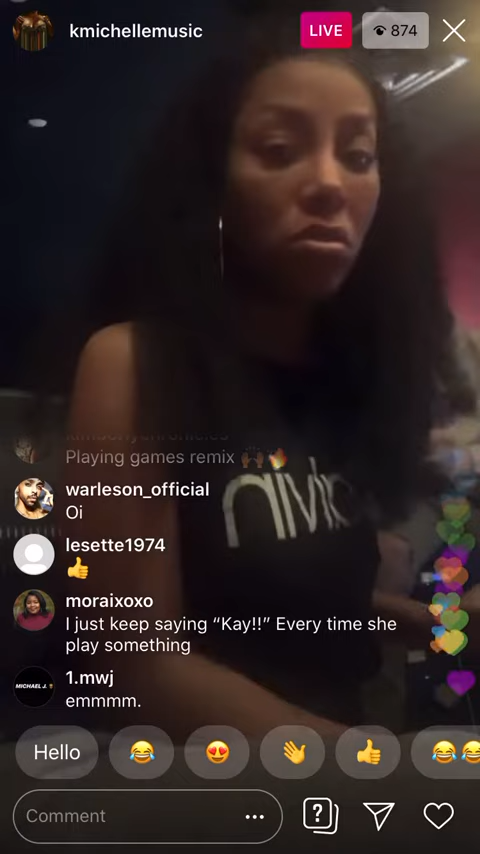 kmichellemusic
LIVE
874
Playing games remix 🙌🏾🔥
warleson_official
Oi
lesette1974
👍
moraixoxo
I just keep saying “Kay!!” Every time she
play something
MICHAEL J.
1.mwj
emmmm.
Hello
Comment